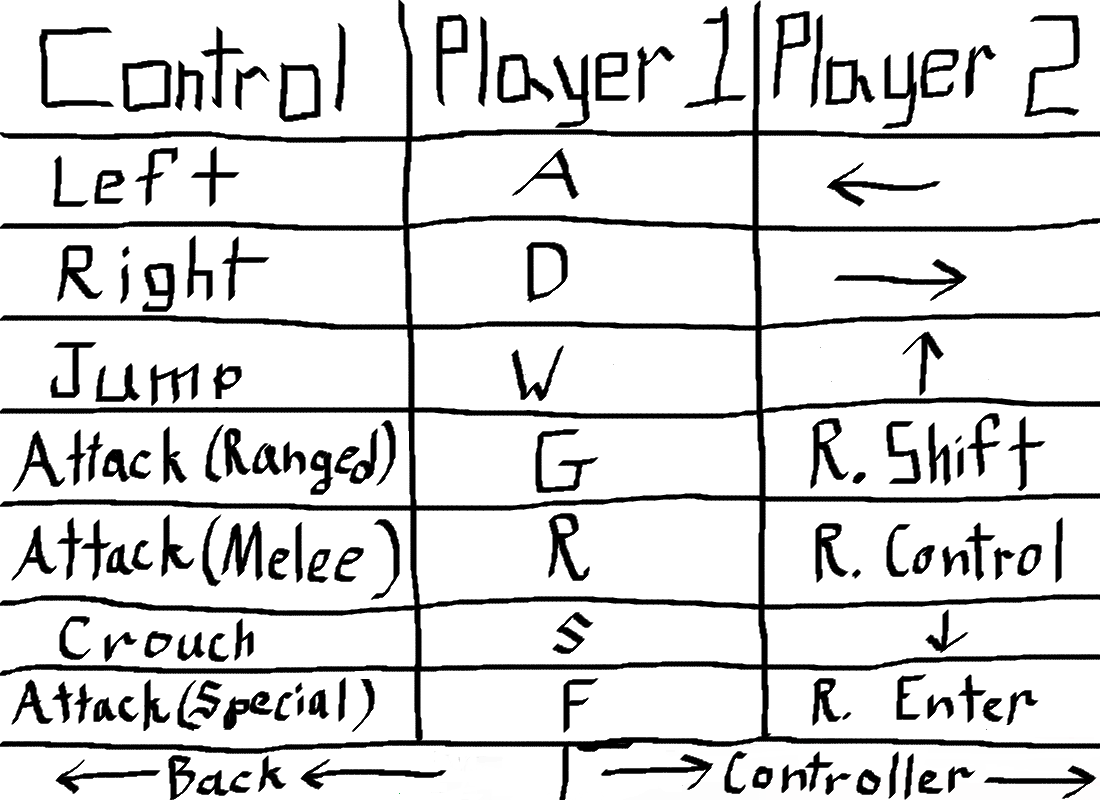 Control Player 1 Player 2
Left A ←
Right D →
Jump W ↑
Attack (Ranged) G R. Shift
Attack (Melee) R R. Control
Crouch S ↓
Attack (Special) F R. Enter
← Back ← | → Controller →